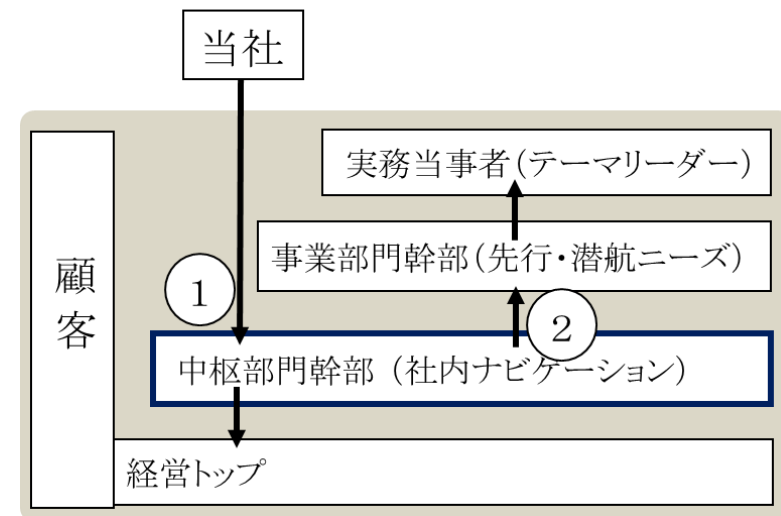 当社
実務当事者(テーマリーダー)
事業部門幹部(先行・潜航ニーズ)
顧客
①
②
中枢部門幹部 (社内ナビゲーション)
経営トップ